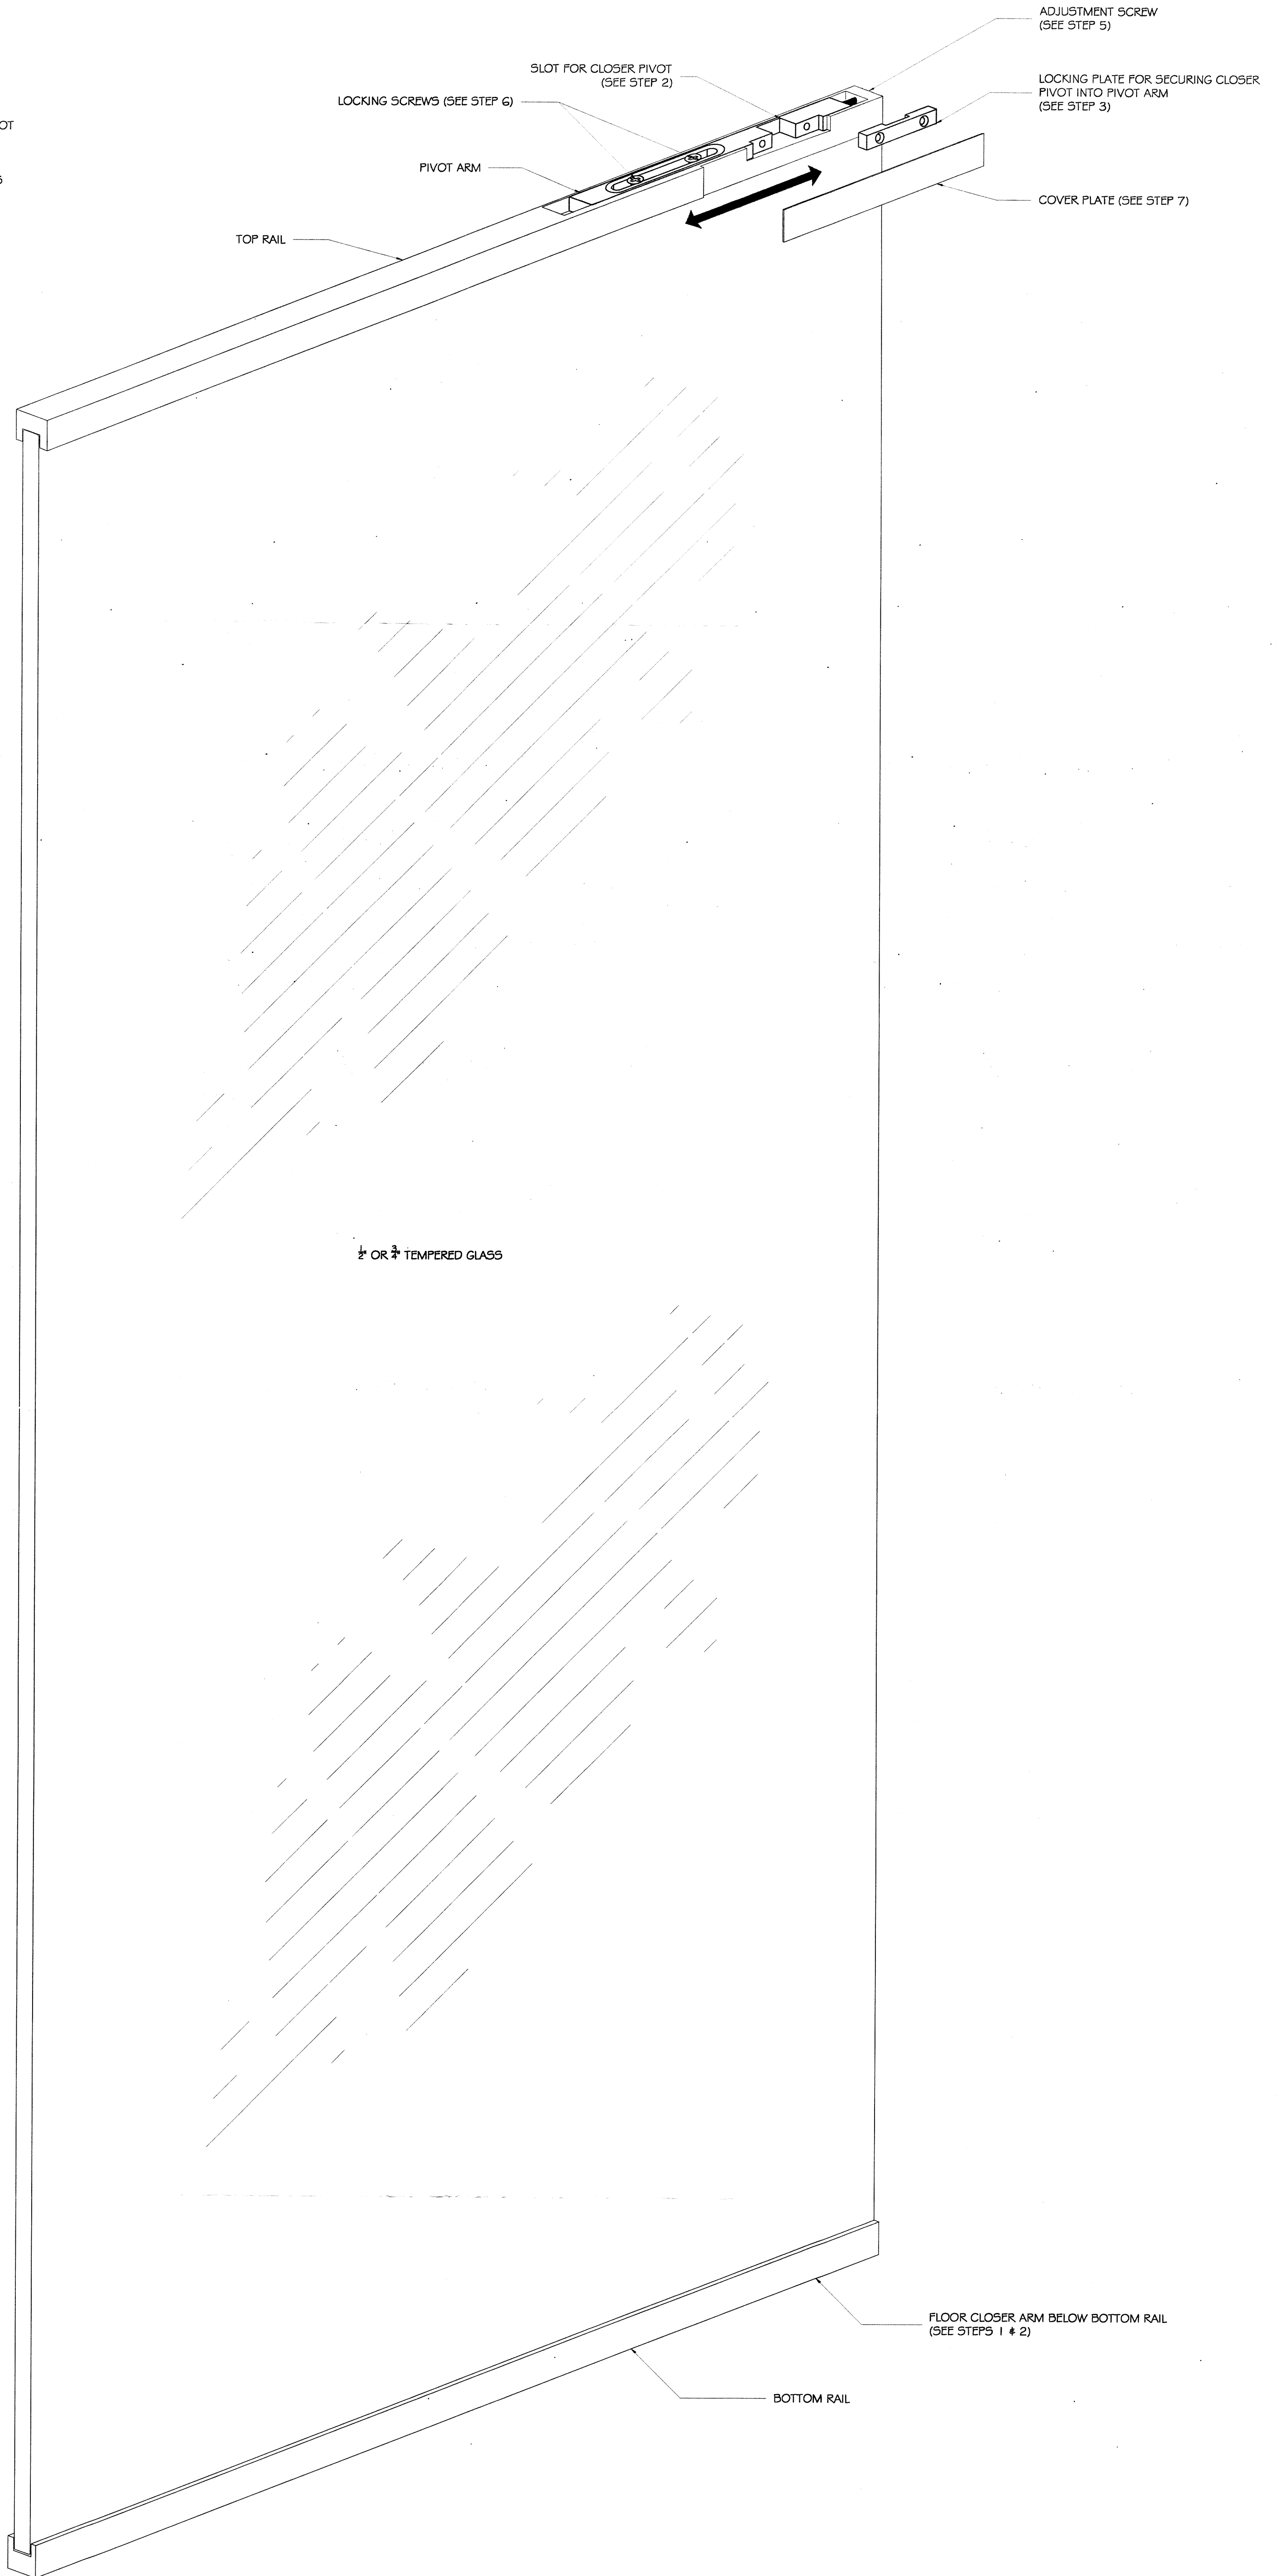 ADJUSTMENT SCREW
(SEE STEP 5)
SLOT FOR CLOSER PIVOT
(SEE STEP 2)
LOCKING PLATE FOR SECURING CLOSER
PIVOT INTO PIVOT ARM
(SEE STEP 3)
LOCKING SCREWS (SEE STEP 6)
PIVOT ARM
COVER PLATE (SEE STEP 7)
TOP RAIL
1/2" OR 3/4" TEMPERED GLASS
FLOOR CLOSER ARM BELOW BOTTOM RAIL
(SEE STEPS 1 & 2)
BOTTOM RAIL